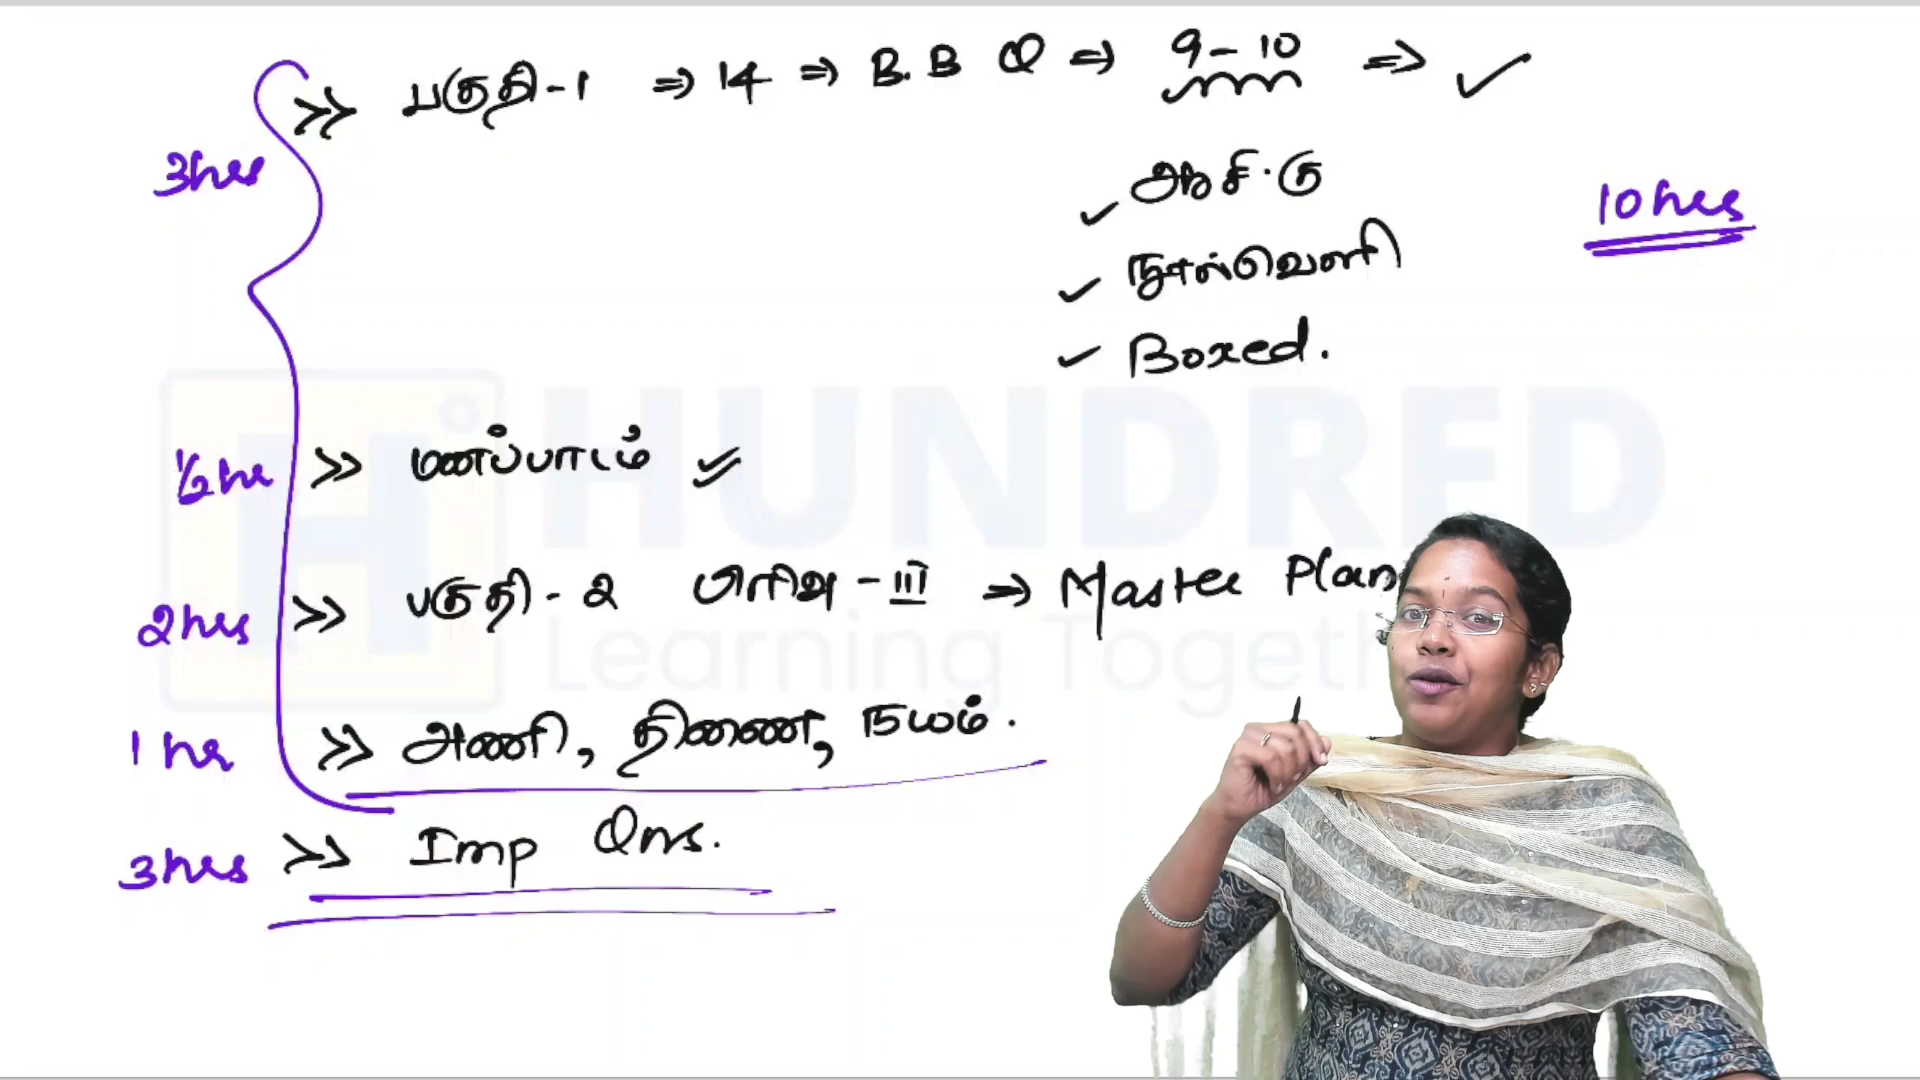 3hrs >> பகுதி-1 => 14 => B.B Q => 9-10 => ✓
✓ அ.சி.கு
10hrs
✓ நூல்வெளி
✓ Boxed.
HUNDRED
Learning Togeth
½hr >> மனப்பாடம் ✓
2hrs >> பகுதி-2 பிரிவு-III => Master Plan
1hr >> அணி, திணை, நயம்.
3hrs >> Imp Qns.